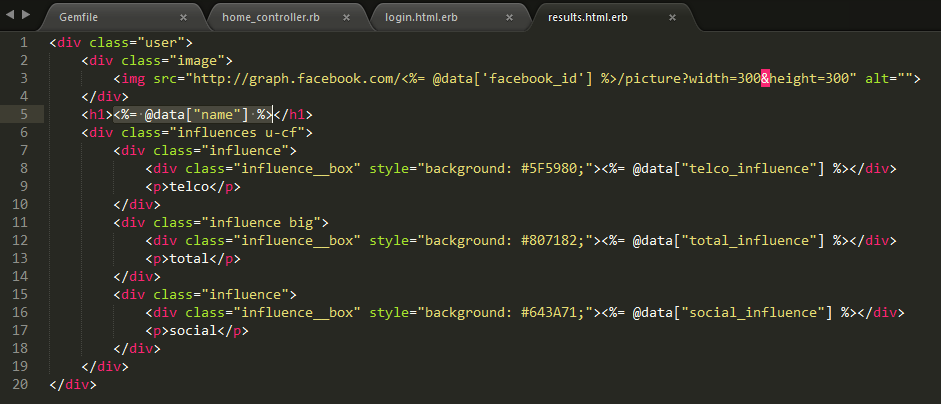 Gemfile × home_controller.rb × login.html.erb × results.html.erb ×
1 <div class="user">
2     <div class="image">
3         <img src="http://graph.facebook.com/<%= @data['facebook_id'] %>/picture?width=300&height=300" alt="">
4     </div>
5     <h1><%= @data["name"] %></h1>
6     <div class="influences u-cf">
7         <div class="influence">
8             <div class="influence__box" style="background: #5F5980;"><%= @data["telco_influence"] %></div>
9             <p>telco</p>
10         </div>
11         <div class="influence big">
12             <div class="influence__box" style="background: #807182;"><%= @data["total_influence"] %></div>
13             <p>total</p>
14         </div>
15         <div class="influence">
16             <div class="influence__box" style="background: #643A71;"><%= @data["social_influence"] %></div>
17             <p>social</p>
18         </div>
19     </div>
20 </div>